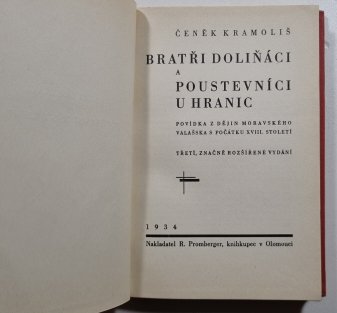 ČENĚK KRAMOLIŠ
BRATŘI DOLIŇÁCI
A
POUSTEVNÍCI
U HRANIC
POVÍDKA Z DĚJIN MORAVSKÉHO
VALAŠSKA S POČÁTKU XVIII. STOLETÍ
TŘETÍ, ZNAČNĚ ROZŠÍŘENÉ VYDÁNÍ
1934
Nakladatel R. Promberger, knihkupec v Olomouci